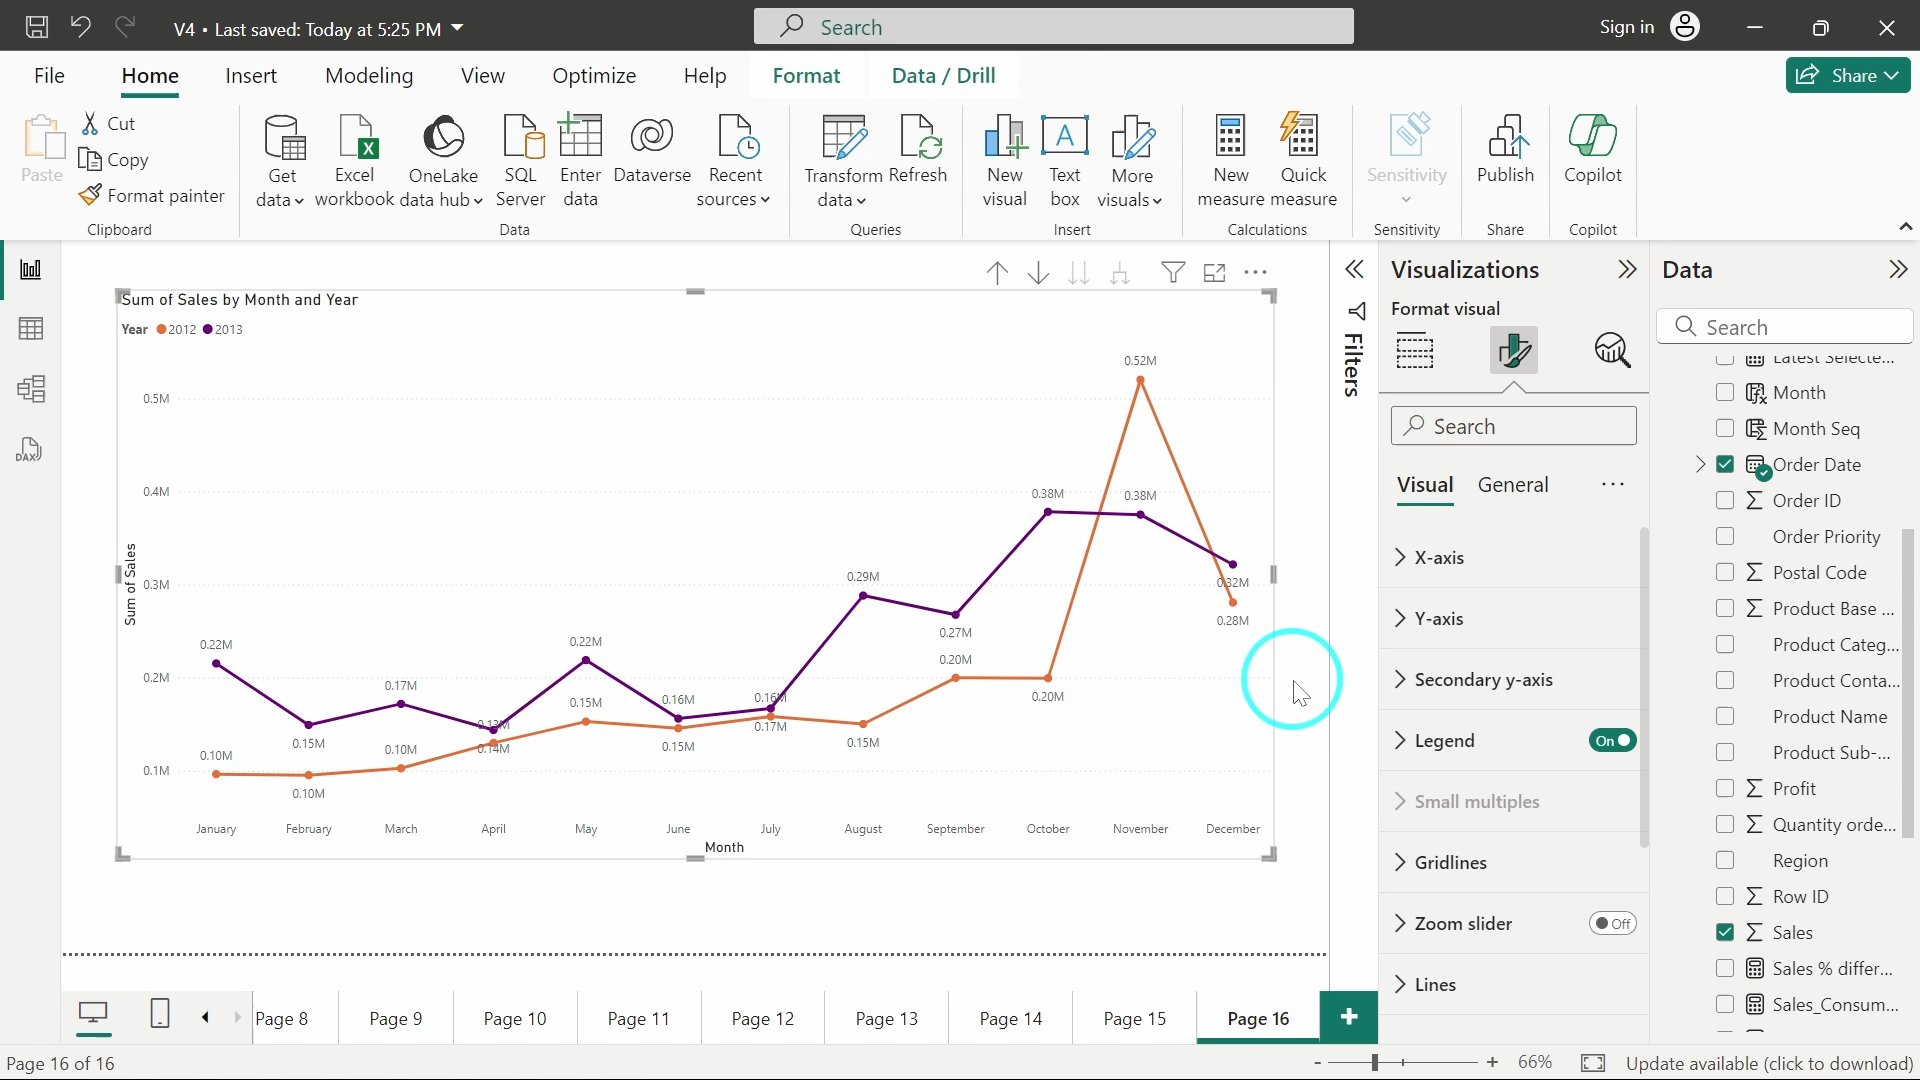 V4 • Last saved: Today at 5:25 PM
Search
Sign in
File Home Insert Modeling View Optimize Help Format Data / Drill
Share
Paste
Cut
Copy
Format painter
Clipboard
Get data
Excel workbook
OneLake data hub
SQL Server
Enter data
Dataverse
Recent sources
Data
Transform data
Refresh
Queries
New visual
Text box
More visuals
Insert
New measure
Quick measure
Calculations
Sensitivity
Sensitivity
Publish
Share
Copilot
Copilot
DAX
Sum of Sales by Month and Year
Year 2012 2013
0.5M
0.4M
0.3M
0.2M
0.1M
Sum of Sales
0.22M
0.15M
0.17M
0.14M
0.22M
0.16M
0.17M
0.29M
0.27M
0.38M
0.38M
0.32M
0.10M
0.10M
0.10M
0.13M
0.15M
0.15M
0.16M
0.15M
0.20M
0.20M
0.52M
0.28M
January February March April May June July August September October November December
Month
Filters
Visualizations
Format visual
Search
Visual General
X-axis
Y-axis
Secondary y-axis
Legend On
Small multiples
Gridlines
Zoom slider Off
Lines
Data
Search
Latest Selecte...
Month
Month Seq
Order Date
Order ID
Order Priority
Postal Code
Product Base ...
Product Categ...
Product Conta...
Product Name
Product Sub-...
Profit
Quantity orde...
Region
Row ID
Sales
Sales % differ...
Sales_Consum...
Page 8 Page 9 Page 10 Page 11 Page 12 Page 13 Page 14 Page 15 Page 16 +
Page 16 of 16
- + 66%
Update available (click to download)